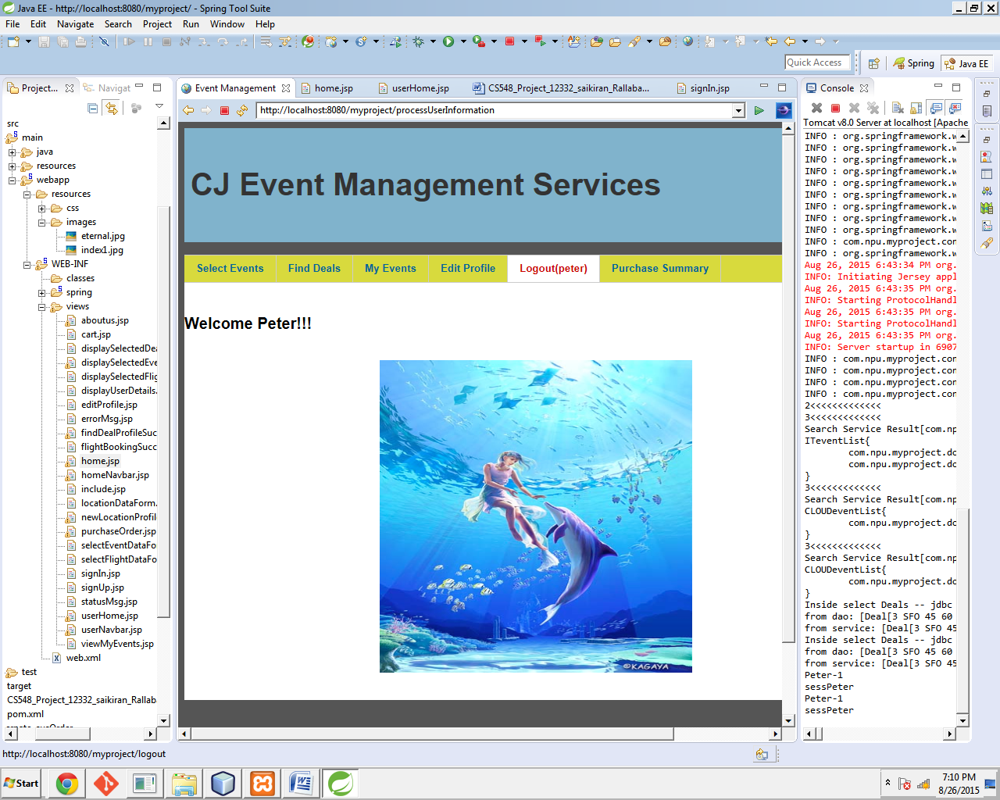 Java EE - http://localhost:8080/myproject/ - Spring Tool Suite
File Edit Navigate Search Project Run Window Help
Quick Access
Spring
Java EE
Project...
Navigat
src
main
java
resources
webapp
resources
css
images
eternal.jpg
index1.jpg
WEB-INF
classes
spring
views
aboutus.jsp
cart.jsp
displaySelectedDea
displaySelectedEve
displaySelectedFlig
displayUserDetails.
editProfile.jsp
errorMsg.jsp
findDealProfileSuc
flightBookingSucc
home.jsp
homeNavbar.jsp
include.jsp
locationDataForm.
newLocationProfil
purchaseOrder.jsp
selectEventDataFo
selectFlightDataFo
signIn.jsp
signUp.jsp
statusMsg.jsp
userHome.jsp
userNavbar.jsp
viewMyEvents.jsp
web.xml
test
target
CS548_Project_12332_saikiran_Rallab
pom.xml
Event Management
home.jsp
userHome.jsp
CS548_Project_12332_saikiran_Rallaba...
signIn.jsp
http://localhost:8080/myproject/processUserInformation
CJ Event Management Services
Select Events
Find Deals
My Events
Edit Profile
Logout(peter)
Purchase Summary
Welcome Peter!!!
©KAGAYA
Console
Tomcat v8.0 Server at localhost [Apache
INFO : org.springframework.w
INFO : org.springframework.w
INFO : org.springframework.w
INFO : org.springframework.w
INFO : org.springframework.w
INFO : org.springframework.w
INFO : org.springframework.w
INFO : org.springframework.w
INFO : org.springframework.w
INFO : com.npu.myproject.con
INFO : org.springframework.w
Aug 26, 2015 6:43:34 PM org.
INFO: Initiating Jersey appl
Aug 26, 2015 6:43:35 PM org.
INFO: Starting ProtocolHandl
Aug 26, 2015 6:43:35 PM org.
INFO: Starting ProtocolHandl
Aug 26, 2015 6:43:35 PM org.
INFO: Server startup in 6907
INFO : com.npu.myproject.con
INFO : com.npu.myproject.con
INFO : com.npu.myproject.con
INFO : com.npu.myproject.con
2<<<<<<<<<<<<<
3<<<<<<<<<<<<<
Search Service Result[com.np
ITeventList{
com.npu.myproject.dc
com.npu.myproject.dc
}
3<<<<<<<<<<<<<
Search Service Result[com.np
CLOUDeventList{
com.npu.myproject.dc
}
3<<<<<<<<<<<<<
Search Service Result[com.np
CLOUDeventList{
com.npu.myproject.dc
}
Inside select Deals -- jdbc
from dao: [Deal[3 SFO 45 60
from service: [Deal[3 SFO 45
Inside select Deals -- jdbc
from dao: [Deal[3 SFO 45 60
from service: [Deal[3 SFO 45
Peter-1
sessPeter
Peter-1
sessPeter
http://localhost:8080/myproject/logout
Start
7:10 PM
8/26/2015